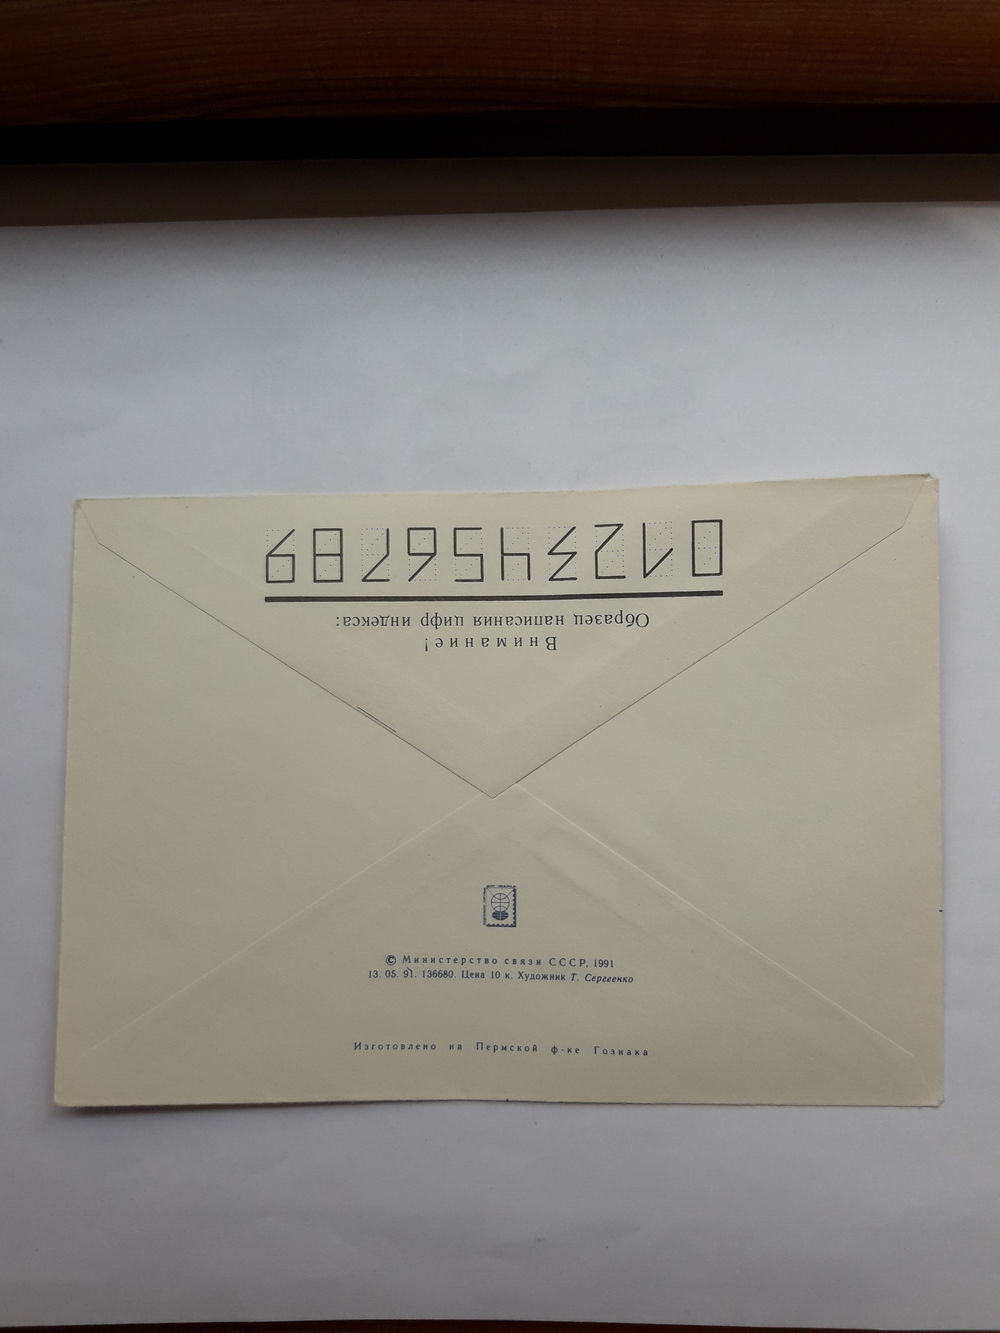 Внимание!
Образец написания цифр индекса:
0123456789
© Министерство связи СССР, 1991
13. 05. 91. 136680. Цена 10 к. Художник Т. Сергеенко
Изготовлено на Пермской ф-ке Гознака